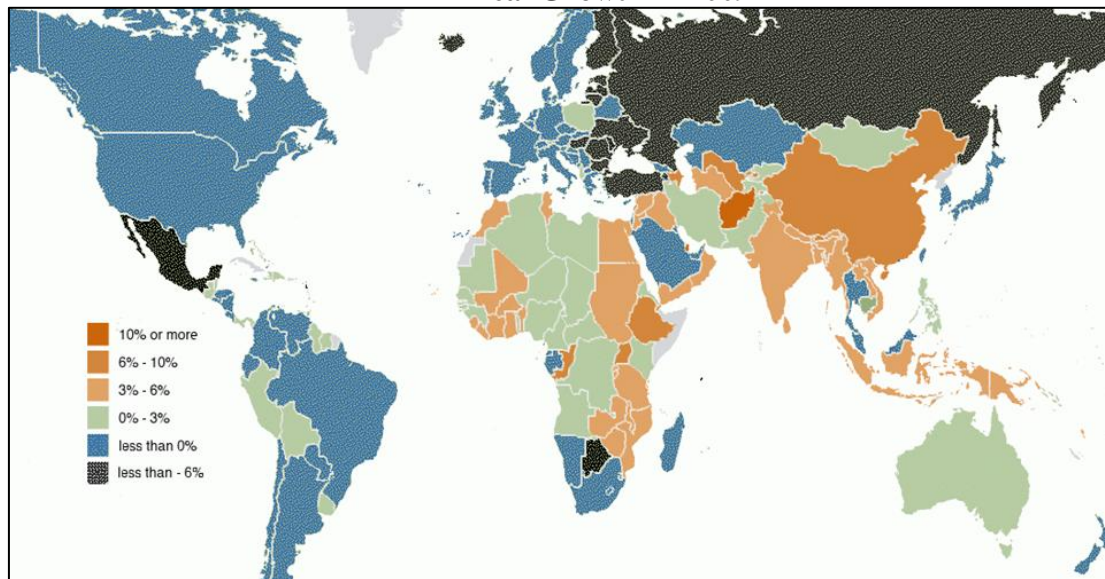 10% or more
6% - 10%
3% - 6%
0% - 3%
less than 0%
less than - 6%